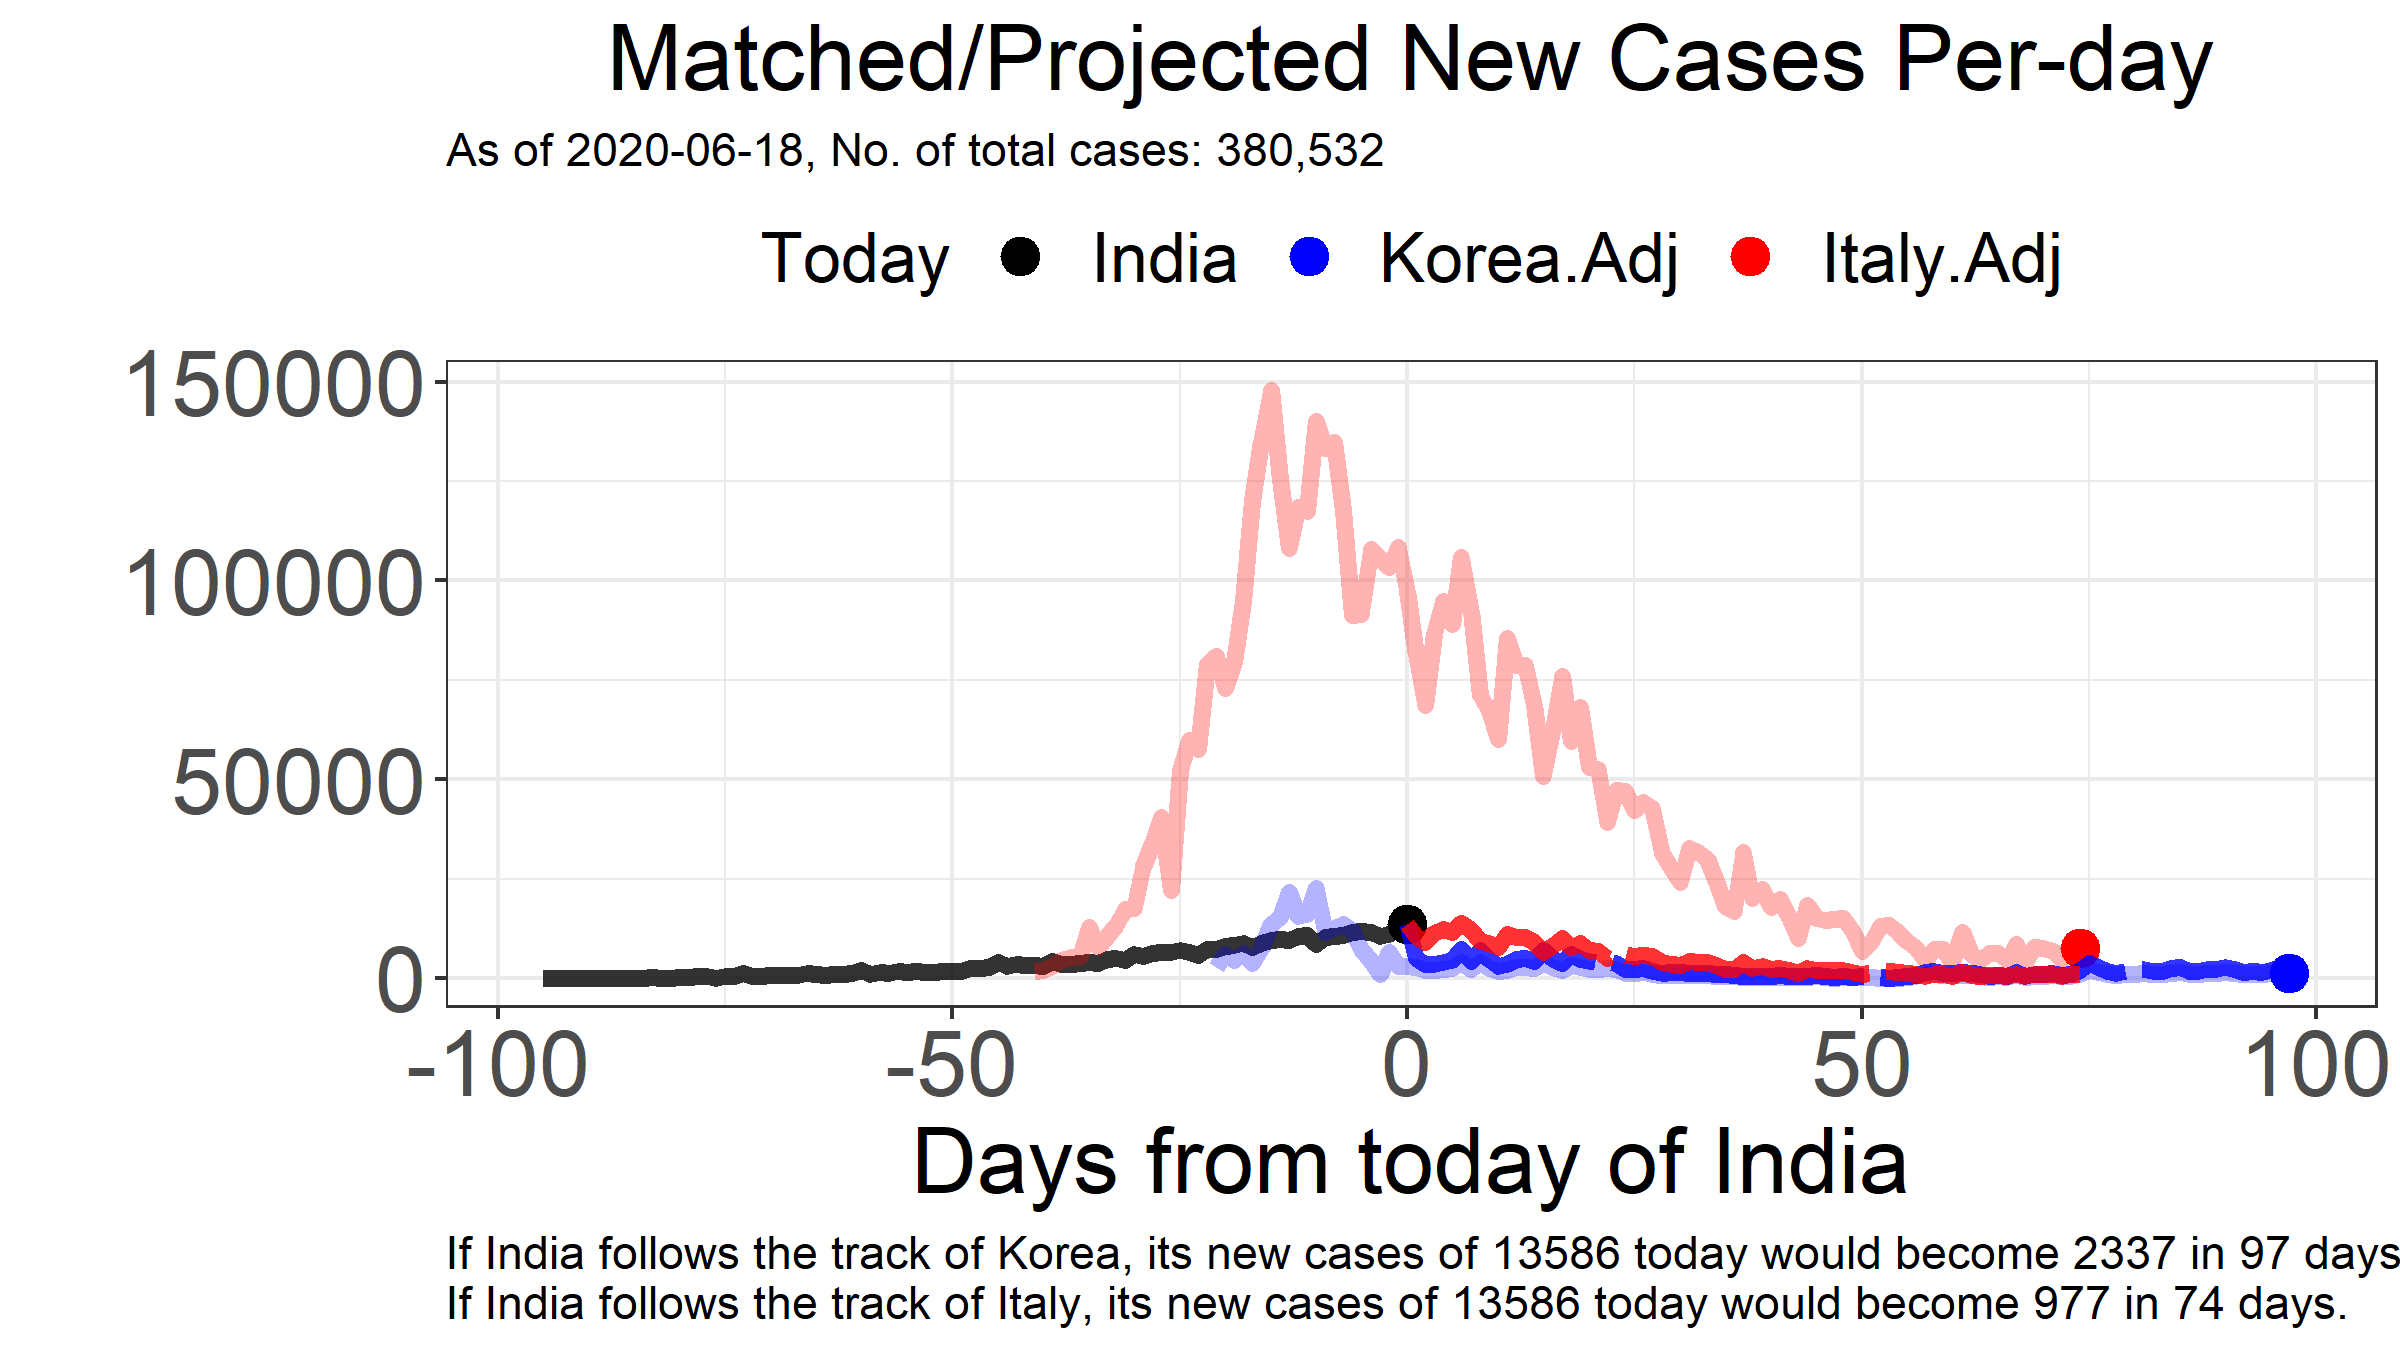 Matched/Projected New Cases Per-day
As of 2020-06-18, No. of total cases: 380,532
Today India Korea.Adj Italy.Adj
150000
100000
50000
0
-100 -50 0 50 100
Days from today of India
If India follows the track of Korea, its new cases of 13586 today would become 2337 in 97 days
If India follows the track of Italy, its new cases of 13586 today would become 977 in 74 days.